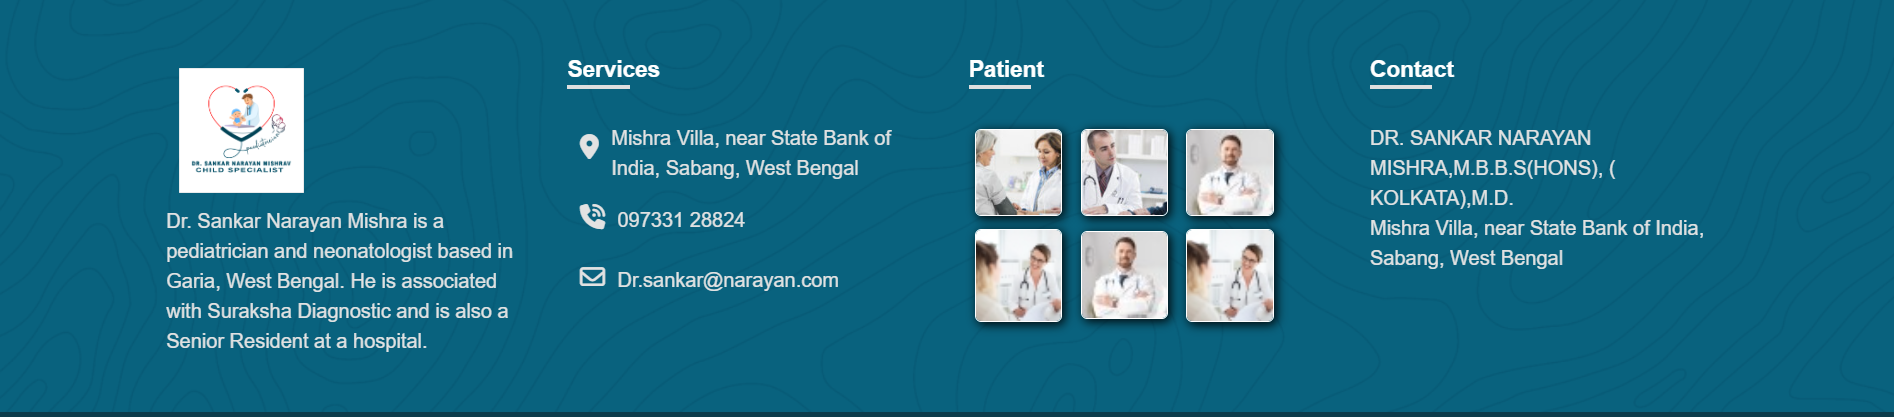 pediatrician
DR. SANKAR NARAYAN MISHRAV
CHILD SPECIALIST
Dr. Sankar Narayan Mishra is a
pediatrician and neonatologist based in
Garia, West Bengal. He is associated
with Suraksha Diagnostic and is also a
Senior Resident at a hospital.
Services
Mishra Villa, near State Bank of
India, Sabang, West Bengal
097331 28824
Dr.sankar@narayan.com
Patient
Contact
DR. SANKAR NARAYAN
MISHRA,M.B.B.S(HONS), (
KOLKATA),M.D.
Mishra Villa, near State Bank of India,
Sabang, West Bengal